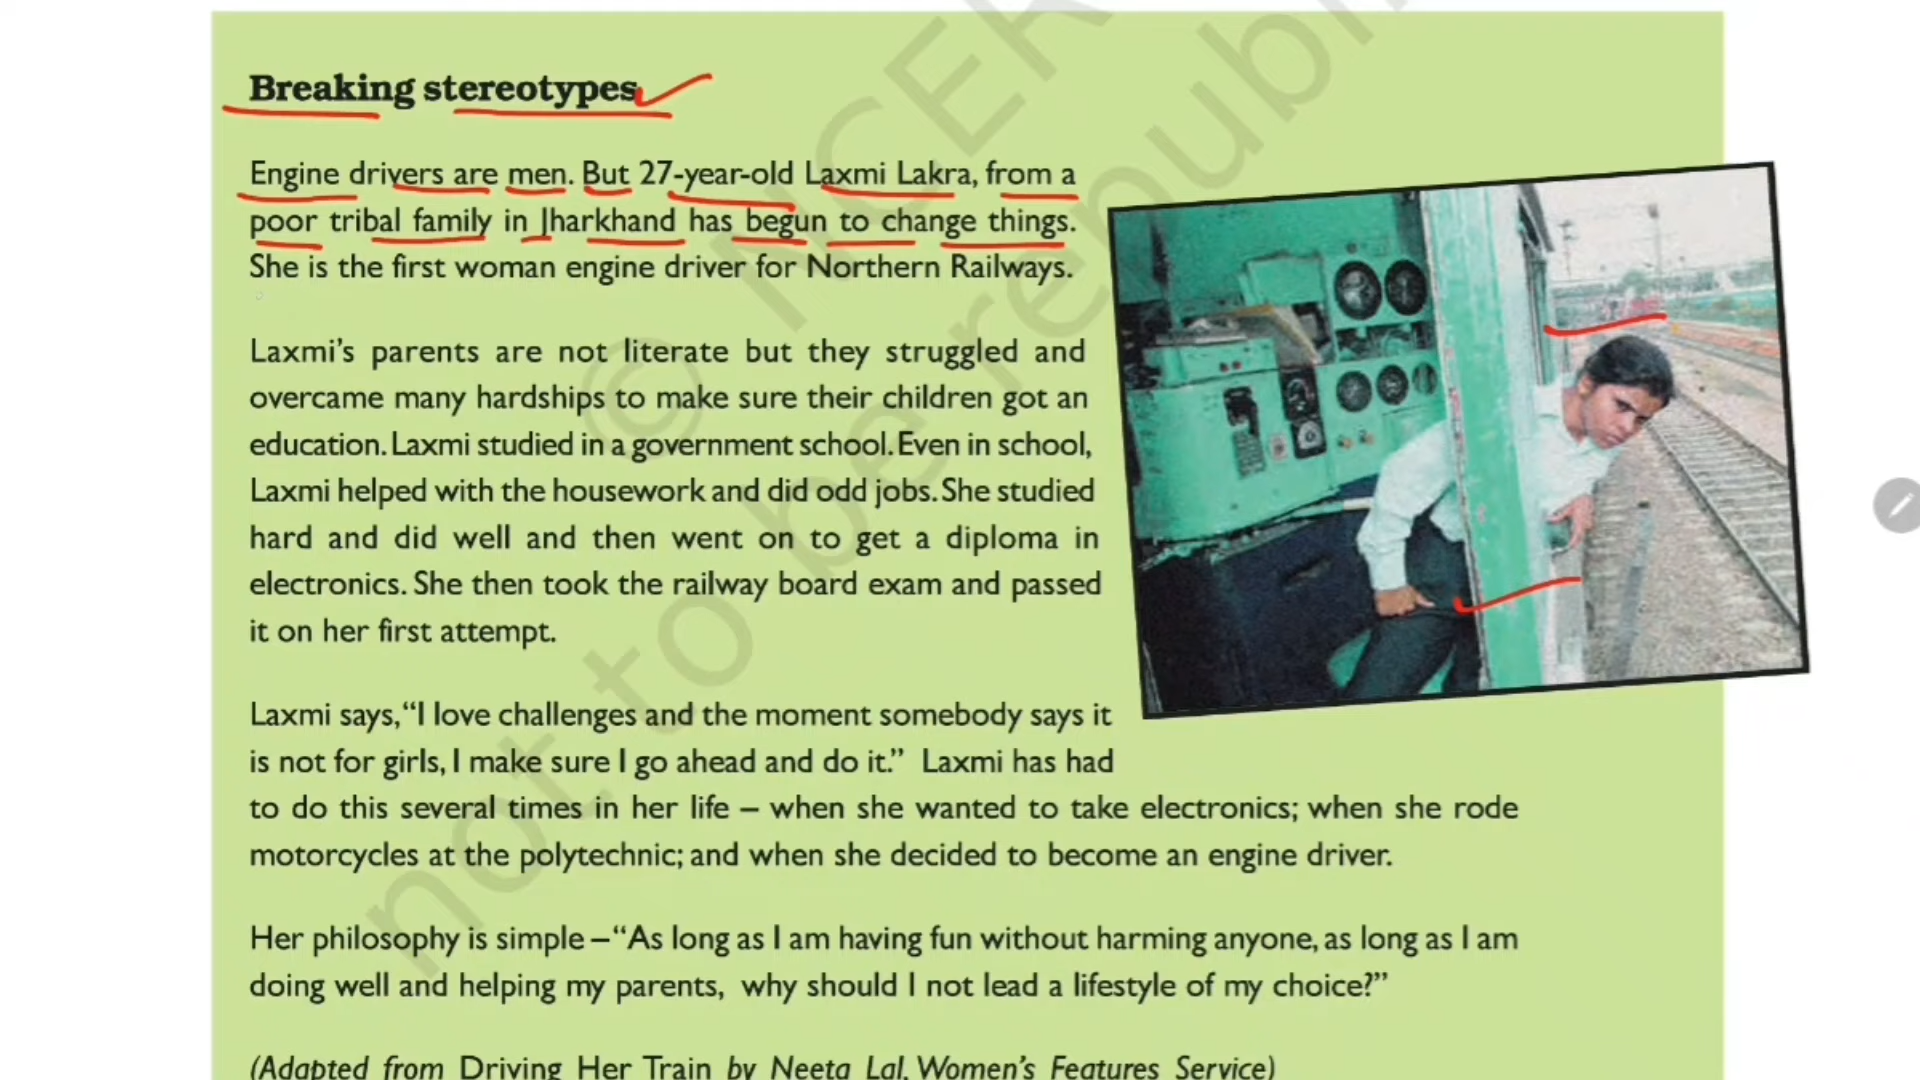 Breaking stereotypes
Engine drivers are men. But 27-year-old Laxmi Lakra, from a
poor tribal family in Jharkhand has begun to change things.
She is the first woman engine driver for Northern Railways.
Laxmi’s parents are not literate but they struggled and
overcame many hardships to make sure their children got an
education. Laxmi studied in a government school. Even in school,
Laxmi helped with the housework and did odd jobs. She studied
hard and did well and then went on to get a diploma in
electronics. She then took the railway board exam and passed
it on her first attempt.
Laxmi says, “I love challenges and the moment somebody says it
is not for girls, I make sure I go ahead and do it.” Laxmi has had
to do this several times in her life – when she wanted to take electronics; when she rode
motorcycles at the polytechnic; and when she decided to become an engine driver.
Her philosophy is simple – “As long as I am having fun without harming anyone, as long as I am
doing well and helping my parents, why should I not lead a lifestyle of my choice?”
(Adapted from Driving Her Train by Neeta Lal, Women’s Features Service)
© NCER
not to be republ